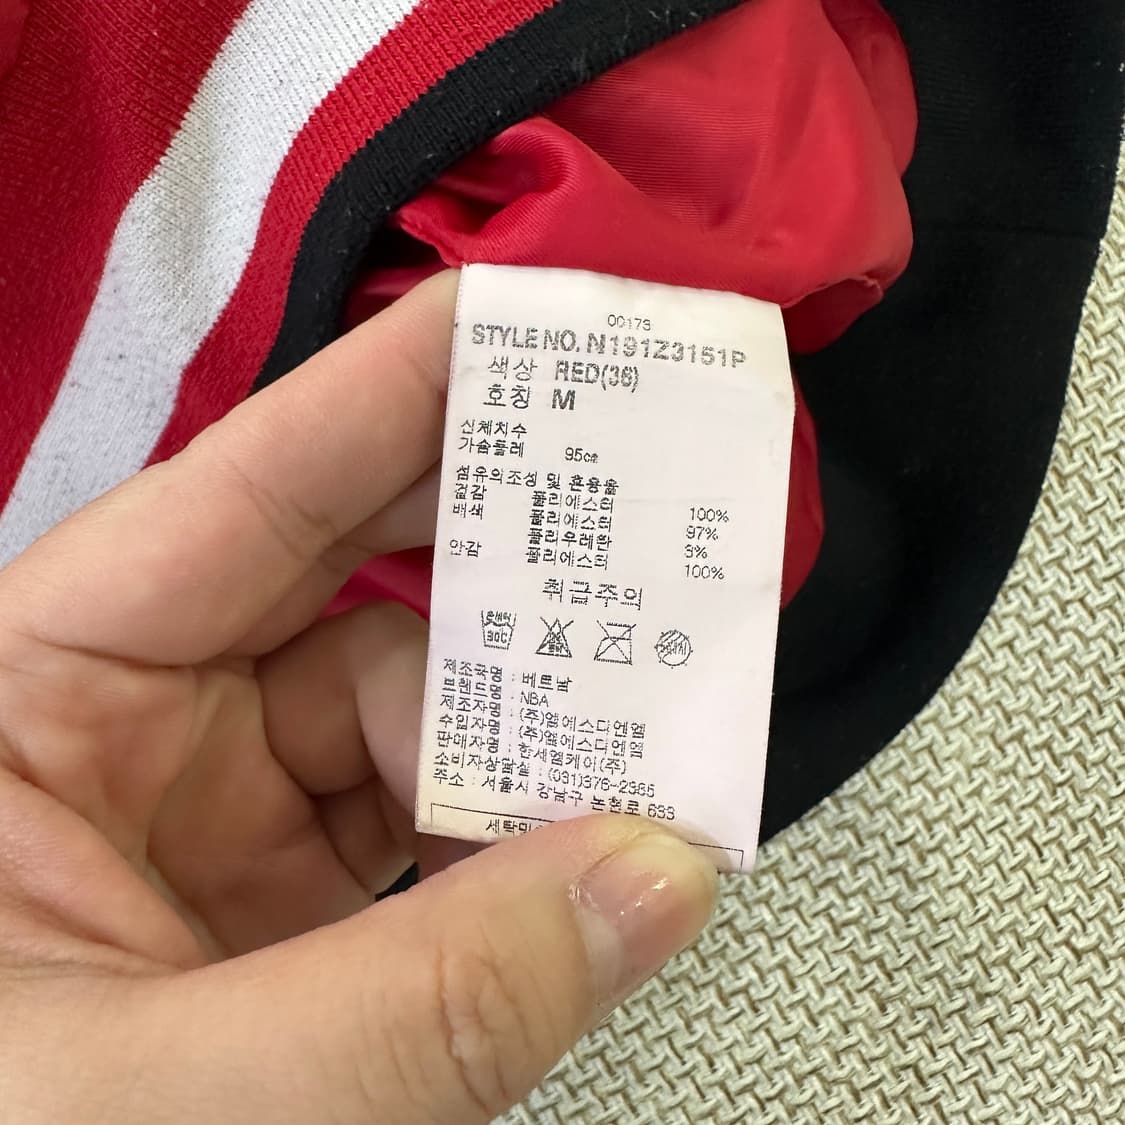 00173
STYLE NO. N191Z3151P
색상 RED(36)
호칭 M
신체치수
가슴둘레 95cm
섬유의조성 및 혼용율
겉감 폴리에스터 100%
배색 폴리에스터 97%
폴리우레탄 3%
안감 폴리에스터 100%
취급주의
30C
제조국명 : 베트남
브랜드명 : NBA
제조자명 : (주)엠에스디엔엠
수입자명 : (주)엠에스디엔엠
판매자명 : 한세엠케이(주)
소비자상담실 : (031)376-2365
주소 : 서울시 강남구 논현로 633